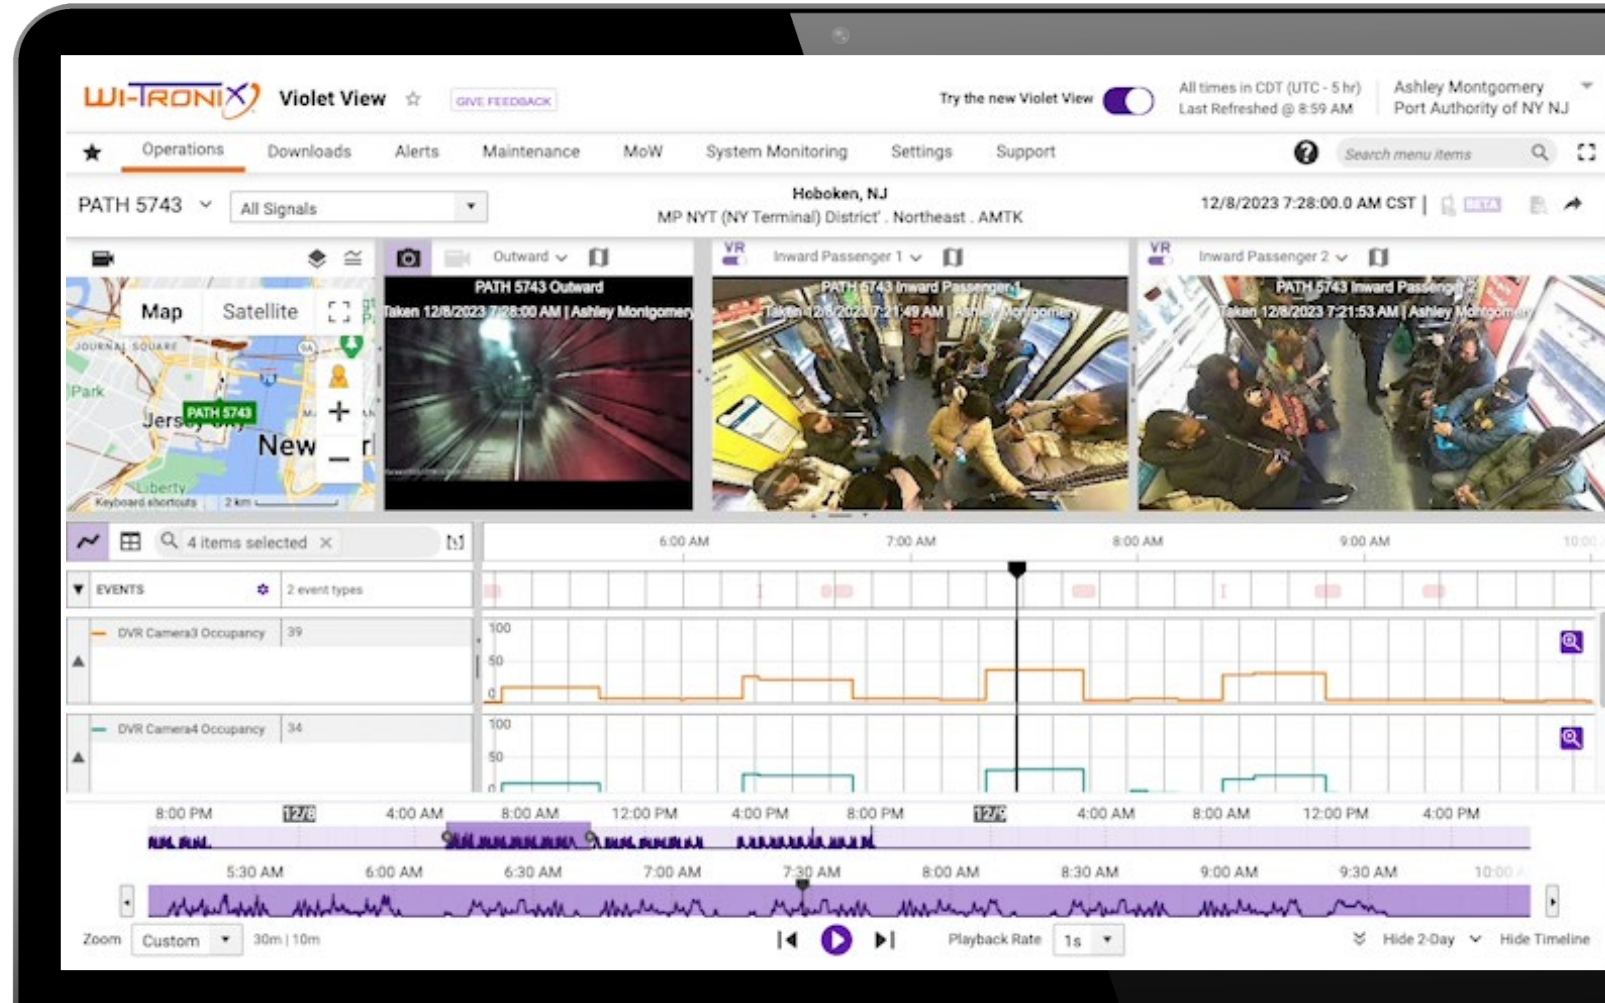 WI-TRONIX
Violet View
GIVE FEEDBACK
Try the new Violet View
All times in CDT (UTC - 5 hr)
Last Refreshed @ 8:59 AM
Ashley Montgomery
Port Authority of NY NJ
Operations Downloads Alerts Maintenance MoW System Monitoring Settings Support
Search menu items
PATH 5743
All Signals
Hoboken, NJ
MP NYT (NY Terminal) District' . Northeast . AMTK
12/8/2023 7:28:00.0 AM CST |
BETA
Outward
VR
Inward Passenger 1
VR
Inward Passenger 2
Map
Satellite
JOURNAL SQUARE
Park
PATH 5743
Liberty
Keyboard shortcuts
2 km
PATH 5743 Outward
Taken 12/8/2023 7:28:00 AM | Ashley Montgomery
PATH 5743 Inward Passenger 1
Taken 12/8/2023 7:21:49 AM | Ashley Montgomery
PATH 5743 Inward Passenger 2
Taken 12/8/2023 7:21:53 AM | Ashley Montgomery
4 items selected
6:00 AM 7:00 AM 8:00 AM 9:00 AM 10:00
EVENTS
2 event types
DVR Camera3 Occupancy
39
100
50
0
DVR Camera4 Occupancy
34
100
50
0
8:00 PM 12/8 4:00 AM 8:00 AM 12:00 PM 4:00 PM 8:00 PM 12/9 4:00 AM 8:00 AM 12:00 PM 4:00 PM
5:30 AM 6:00 AM 6:30 AM 7:00 AM 7:30 AM 8:00 AM 8:30 AM 9:00 AM 9:30 AM 10:00
Zoom
Custom
30m | 10m
Playback Rate
1s
Hide 2-Day
Hide Timeline